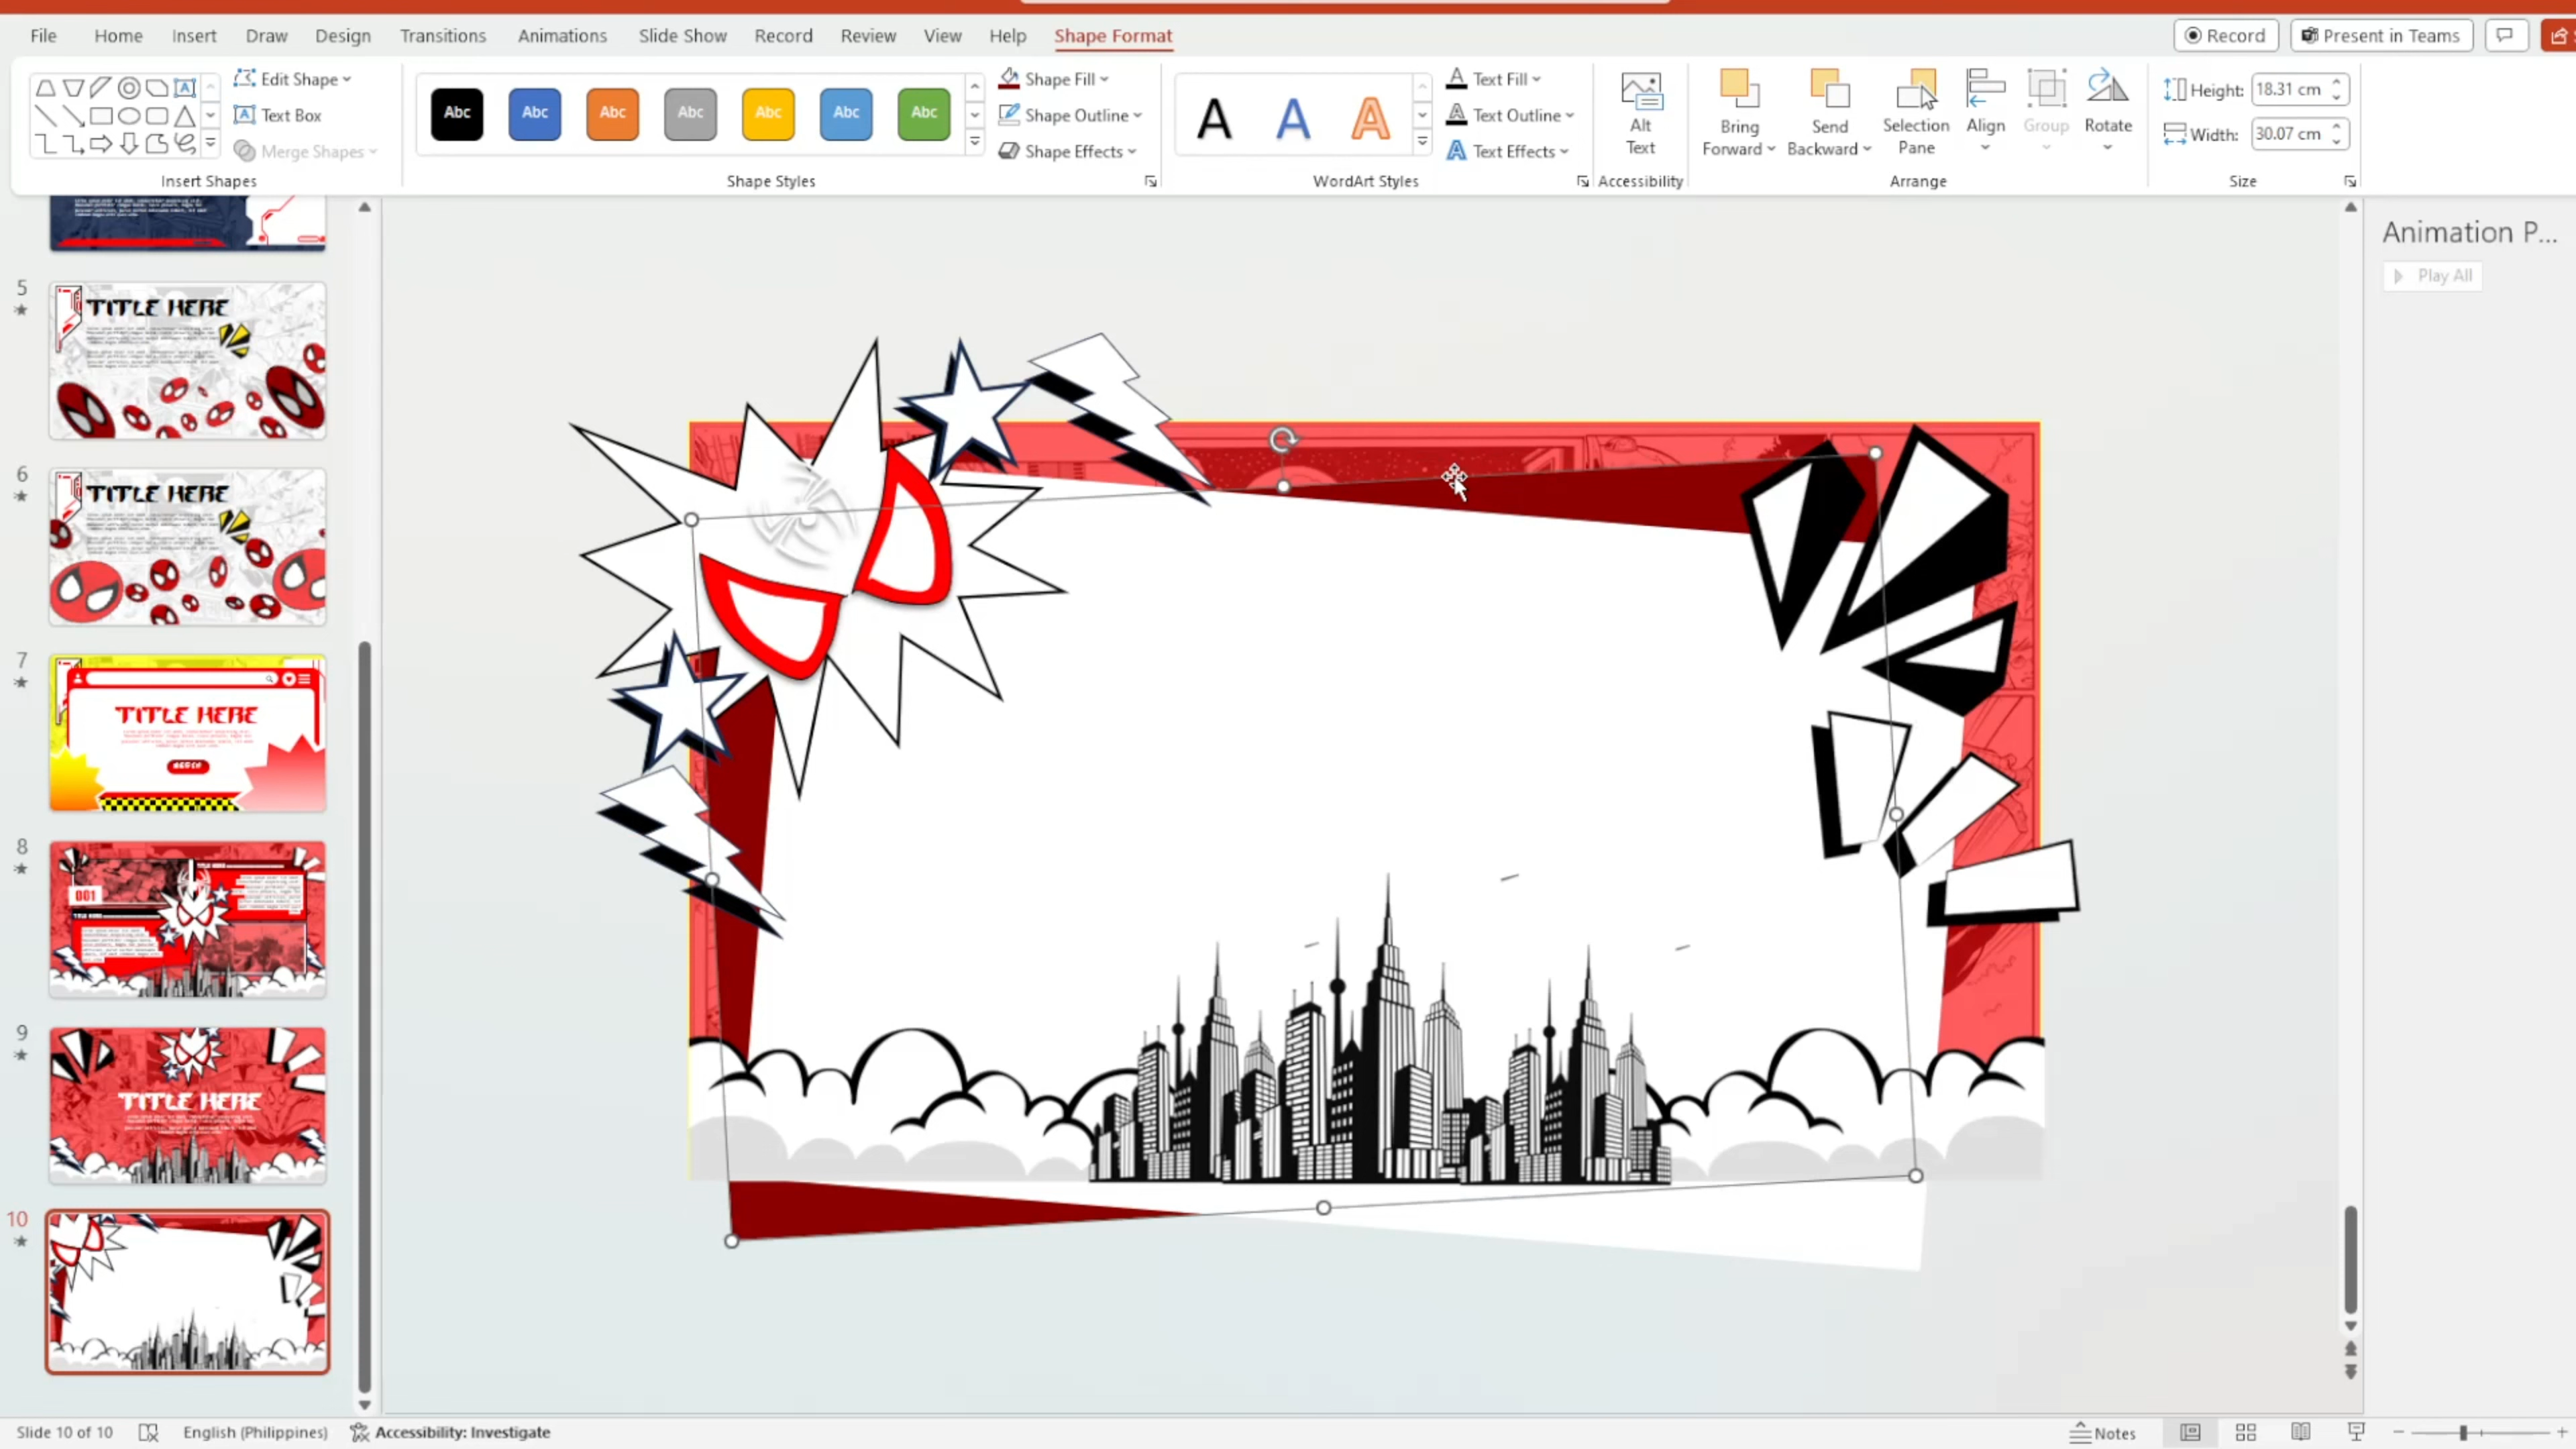 File Home Insert Draw Design Transitions Animations Slide Show Record Review View Help Shape Format Record Present in Teams
Edit Shape
Text Box
Merge Shapes
Insert Shapes
Abc Abc Abc Abc Abc Abc Abc
Shape Fill
Shape Outline
Shape Effects
Shape Styles
A A A
Text Fill
Text Outline
Text Effects
WordArt Styles
Alt Text
Accessibility
Bring Forward
Send Backward
Selection Pane
Align
Group
Rotate
Arrange
Height: 18.31 cm
Width: 30.07 cm
Size
Animation P...
Play All
5
TITLE HERE
6
TITLE HERE
7
TITLE HERE
SEARCH
8
TITLE HERE
001
TITLE HERE
9
TITLE HERE
10
Slide 10 of 10 English (Philippines) Accessibility: Investigate Notes